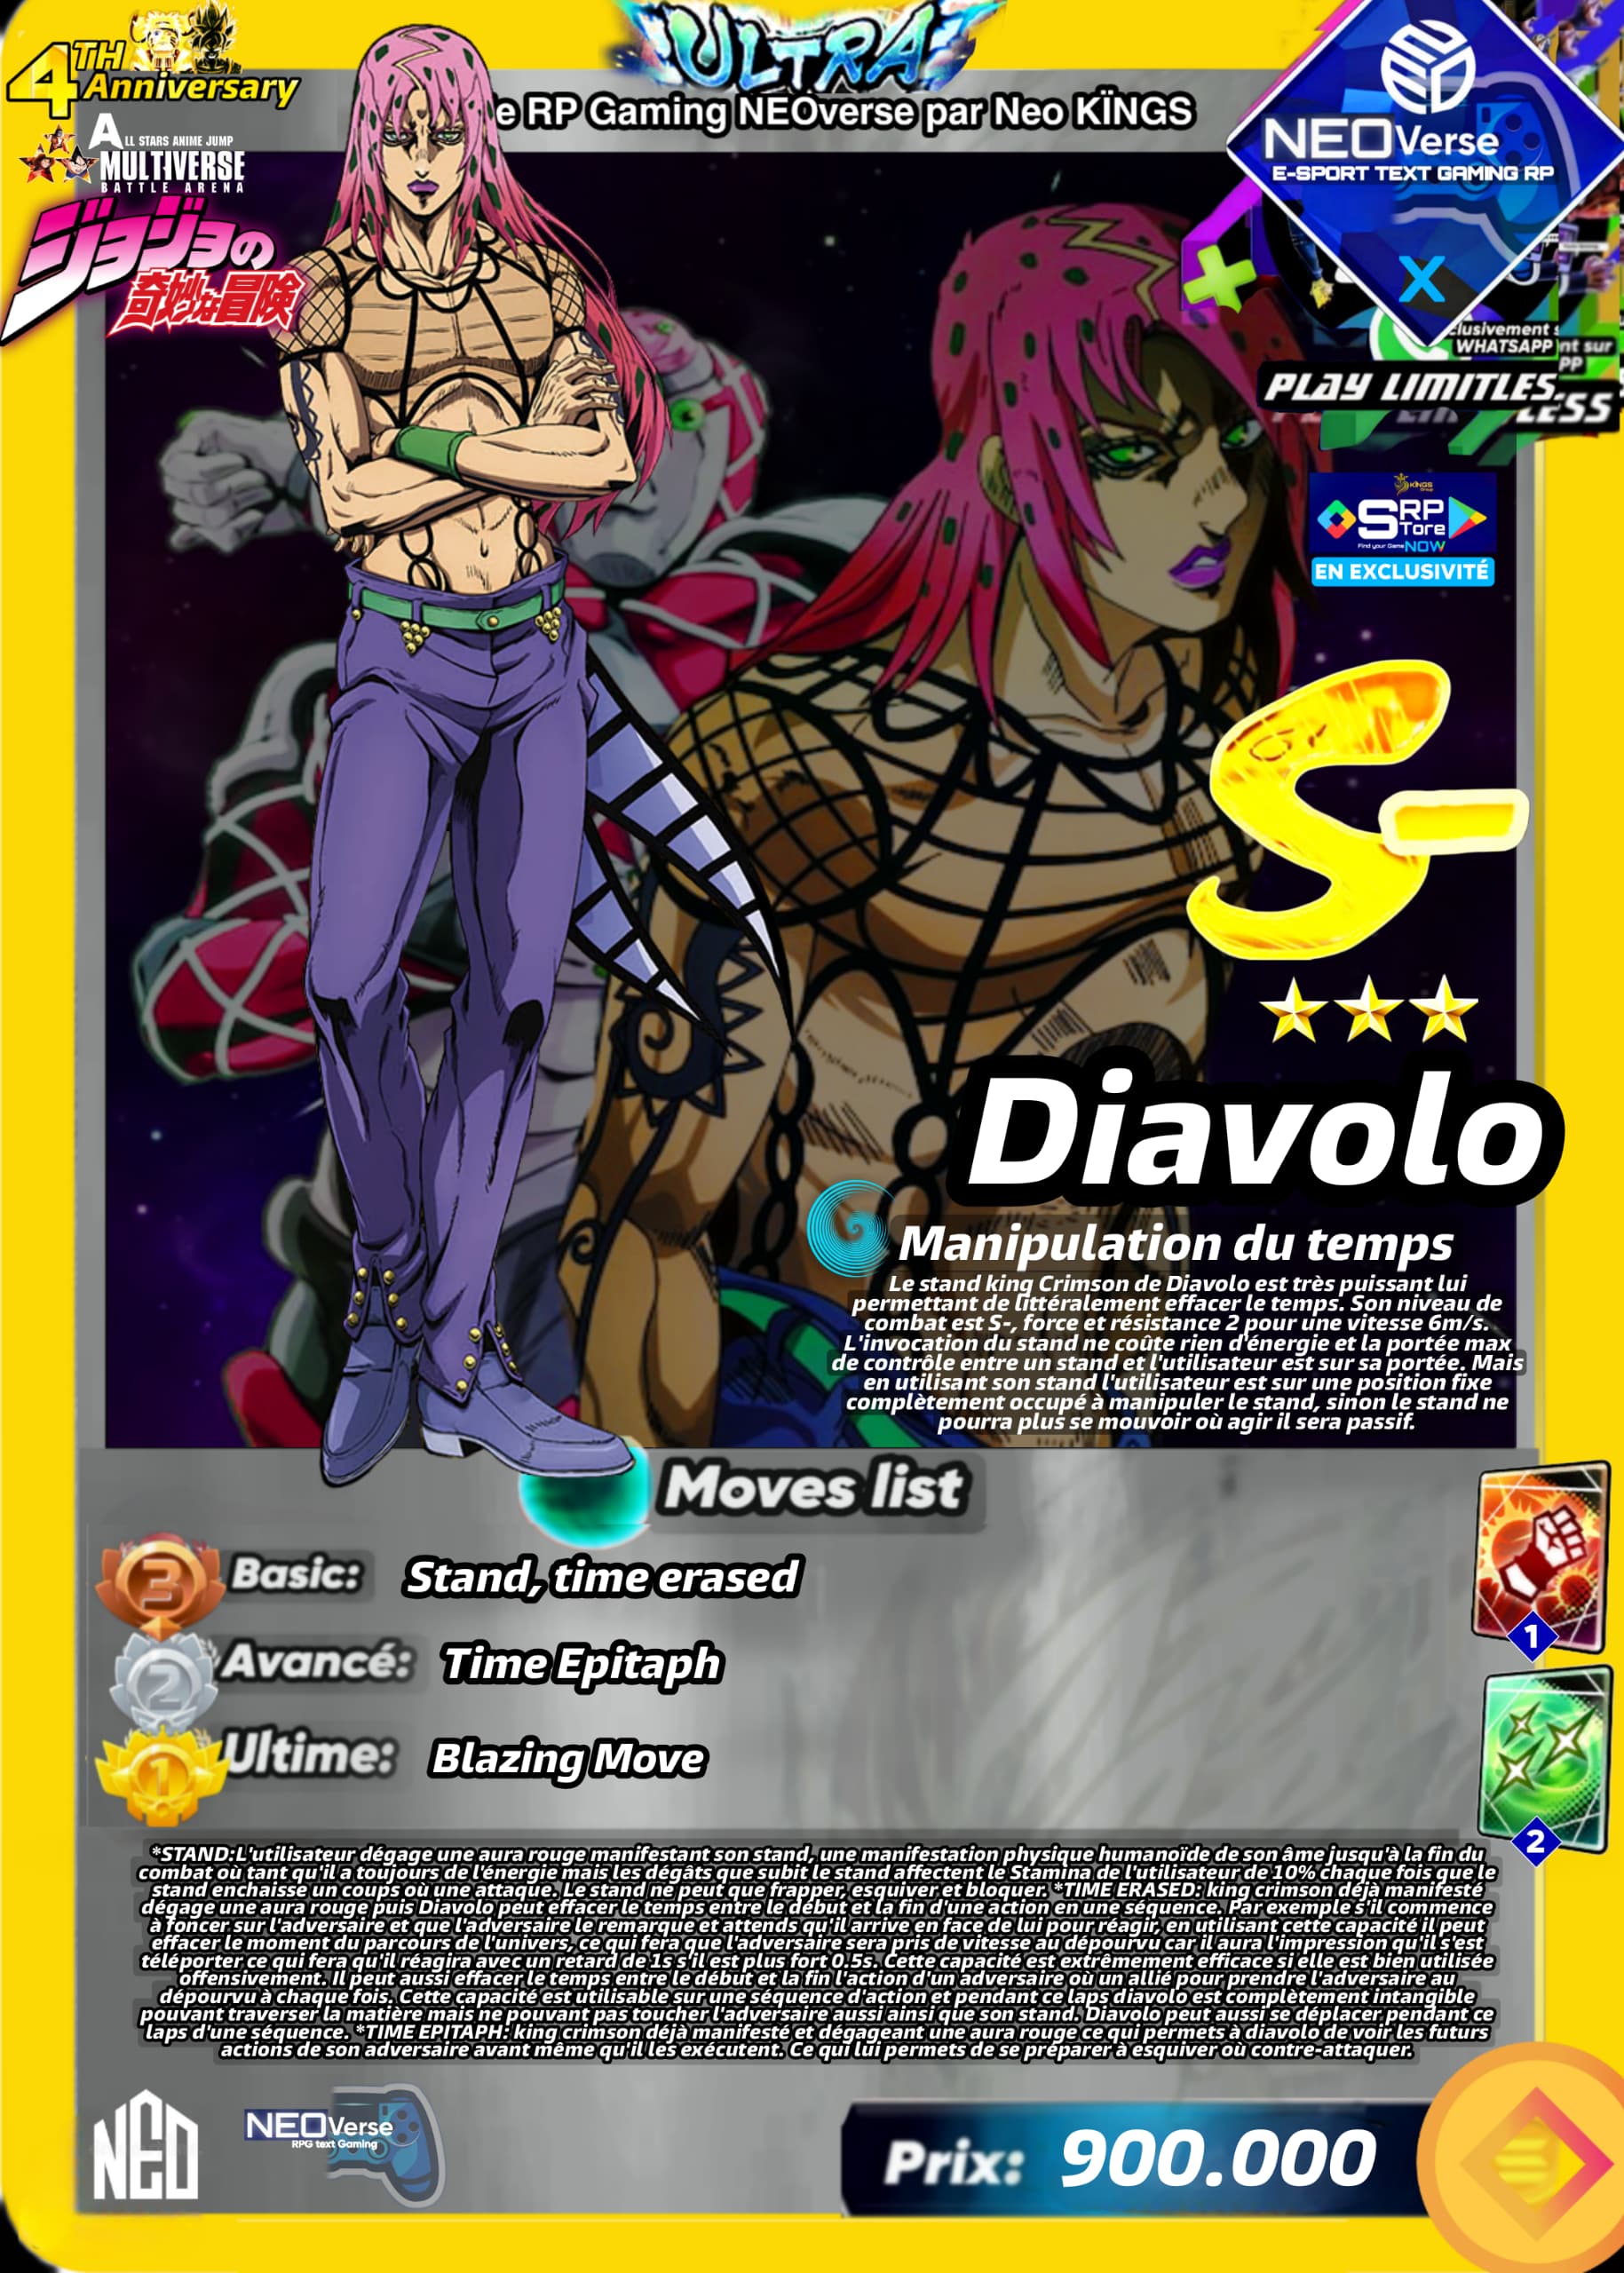 4TH
Anniversary
ULTRA
e RP Gaming NEOverse par Neo KÏNGS
ALL STARS ANIME JUMP
MULTIVERSE
BATTLE ARENA
ジョジョの
奇妙な冒険
NEOVerse
E-SPORT TEXT GAMING RP
X
clusivement s
WHATSAPP
nt sur
PP
PLAY LIMITLES
LESS
KINGS
SRP
Tore
Find your Game NOW
EN EXCLUSIVITÉ
S-
Diavolo
Manipulation du temps
Le stand king Crimson de Diavolo est très puissant lui
permettant de littéralement effacer le temps. Son niveau de
combat est S-, force et résistance 2 pour une vitesse 6m/s.
L'invocation du stand ne coûte rien d'énergie et la portée max
de contrôle entre un stand et l'utilisateur est sur sa portée. Mais
en utilisant son stand l'utilisateur est sur une position fixe
complètement occupé à manipuler le stand, sinon le stand ne
pourra plus se mouvoir où agir il sera passif.
Moves list
3 Basic: Stand, time erased
2 Avancé: Time Epitaph
1 Ultime: Blazing Move
1
2
*STAND:L'utilisateur dégage une aura rouge manifestant son stand, une manifestation physique humanoïde de son âme jusqu'à la fin du
combat où tant qu'il a toujours de l'énergie mais les dégâts que subit le stand affectent le Stamina de l'utilisateur de 10% chaque fois que le
stand enchaisse un coups où une attaque. Le stand ne peut que frapper, esquiver et bloquer. *TIME ERASED: king crimson déjà manifesté
dégage une aura rouge puis Diavolo peut effacer le temps entre le début et la fin d'une action en une séquence. Par exemple s'il commence
à foncer sur l'adversaire et que l'adversaire le remarque et attends qu'il arrive en face de lui pour réagir, en utilisant cette capacité il peut
effacer le moment du parcours de l'univers, ce qui fera que l'adversaire sera pris de vitesse au dépourvu car il aura l'impression qu'il s'est
téléporter ce qui fera qu'il réagira avec un retard de 1s s'il est plus fort 0.5s. Cette capacité est extrêmement efficace si elle est bien utilisée
offensivement. Il peut aussi effacer le temps entre le début et la fin l'action d'un adversaire où un allié pour prendre l'adversaire au
dépourvu à chaque fois. Cette capacité est utilisable sur une séquence d'action et pendant ce laps diavolo est complètement intangible
pouvant traverser la matière mais ne pouvant pas toucher l'adversaire aussi ainsi que son stand. Diavolo peut aussi se déplacer pendant ce
laps d'une séquence. *TIME EPITAPH: king crimson déjà manifesté et dégageant une aura rouge ce qui permets à diavolo de voir les futurs
actions de son adversaire avant même qu'il les exécutent. Ce qui lui permets de se préparer à esquiver où contre-attaquer.
NEO
NEOVerse
RPG text Gaming
Prix: 900.000